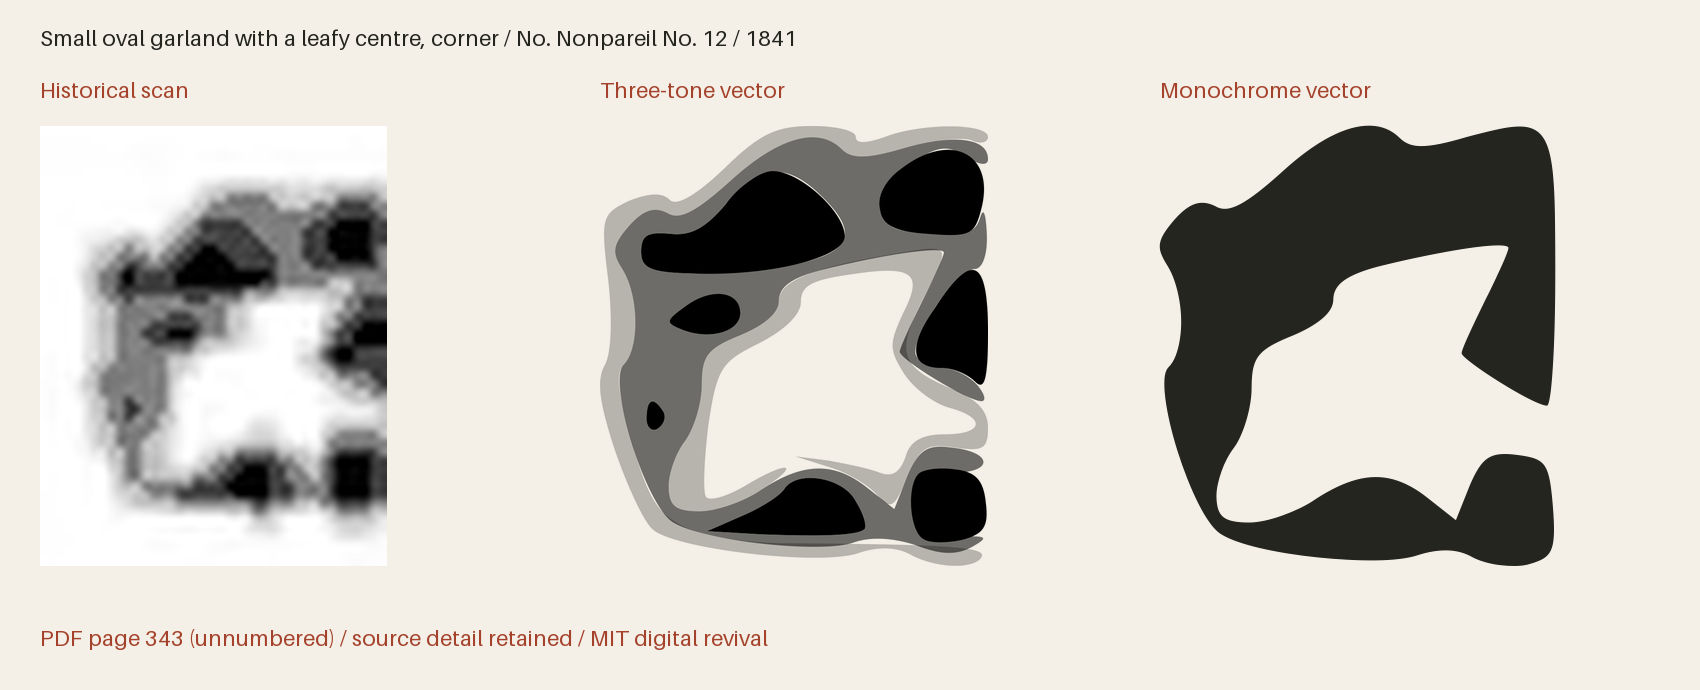 Small oval garland with a leafy centre, corner / No. Nonpareil No. 12 / 1841
Historical scan
Three-tone vector
Monochrome vector
PDF page 343 (unnumbered) / source detail retained / MIT digital revival